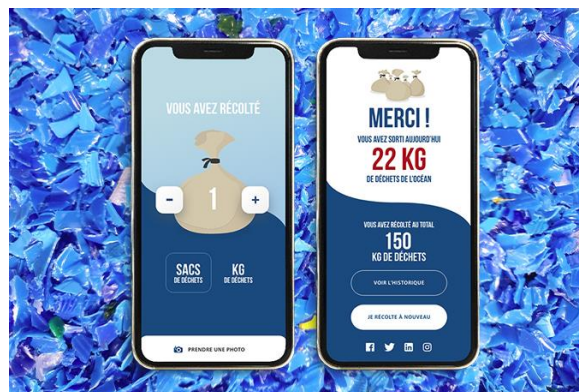 VOUS AVEZ RÉCOLTÉ
-
1
+
SACS
DE DÉCHETS
KG
DE DÉCHETS
PRENDRE UNE PHOTO
MERCI !
VOUS AVEZ SORTI AUJOURD'HUI
22 KG
DE DÉCHETS DE L'OCÉAN
VOUS AVEZ RÉCOLTÉ AU TOTAL
150
KG DE DÉCHETS
VOIR L'HISTORIQUE
JE RÉCOLTE À NOUVEAU